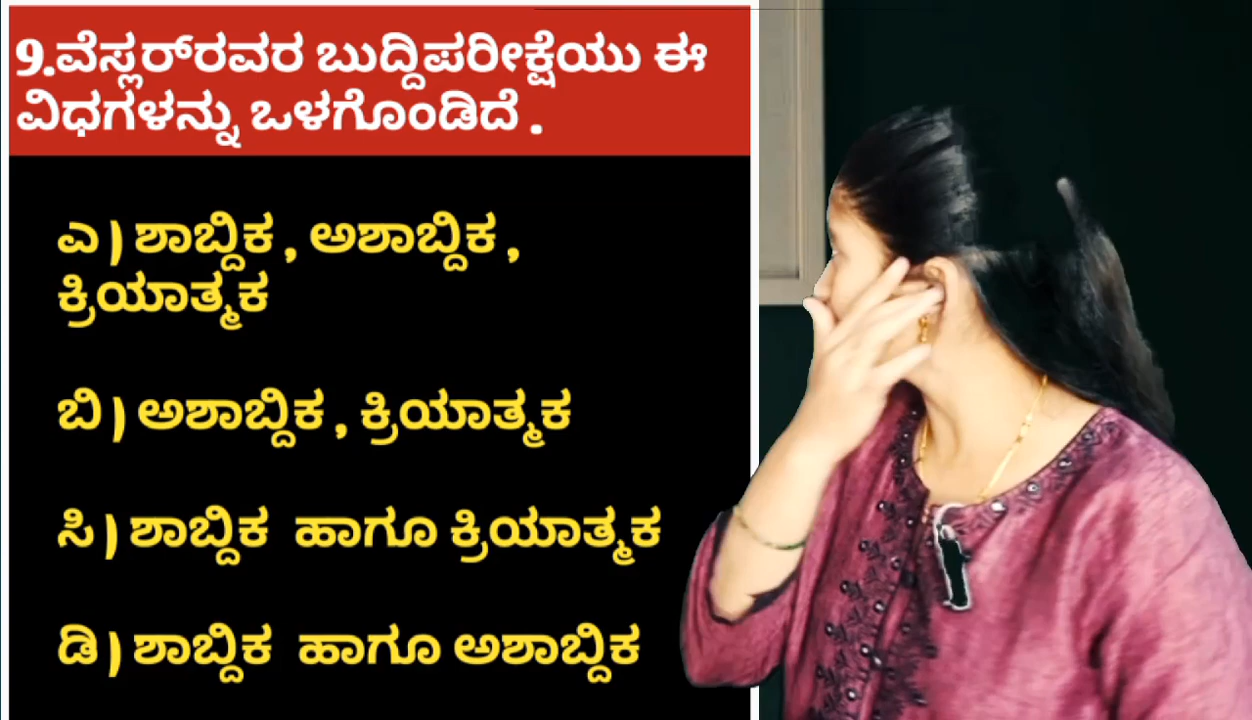 9.ವೆಸ್ಲರ್‌ರವರ ಬುದ್ದಿಪರೀಕ್ಷೆಯು ಈ
ವಿಧಗಳನ್ನು ಒಳಗೊಂಡಿದೆ .
ಎ ) ಶಾಬ್ದಿಕ , ಅಶಾಬ್ದಿಕ ,
ಕ್ರಿಯಾತ್ಮಕ
ಬಿ ) ಅಶಾಬ್ದಿಕ , ಕ್ರಿಯಾತ್ಮಕ
ಸಿ ) ಶಾಬ್ದಿಕ ಹಾಗೂ ಕ್ರಿಯಾತ್ಮಕ
ಡಿ ) ಶಾಬ್ದಿಕ ಹಾಗೂ ಅಶಾಬ್ದಿಕ